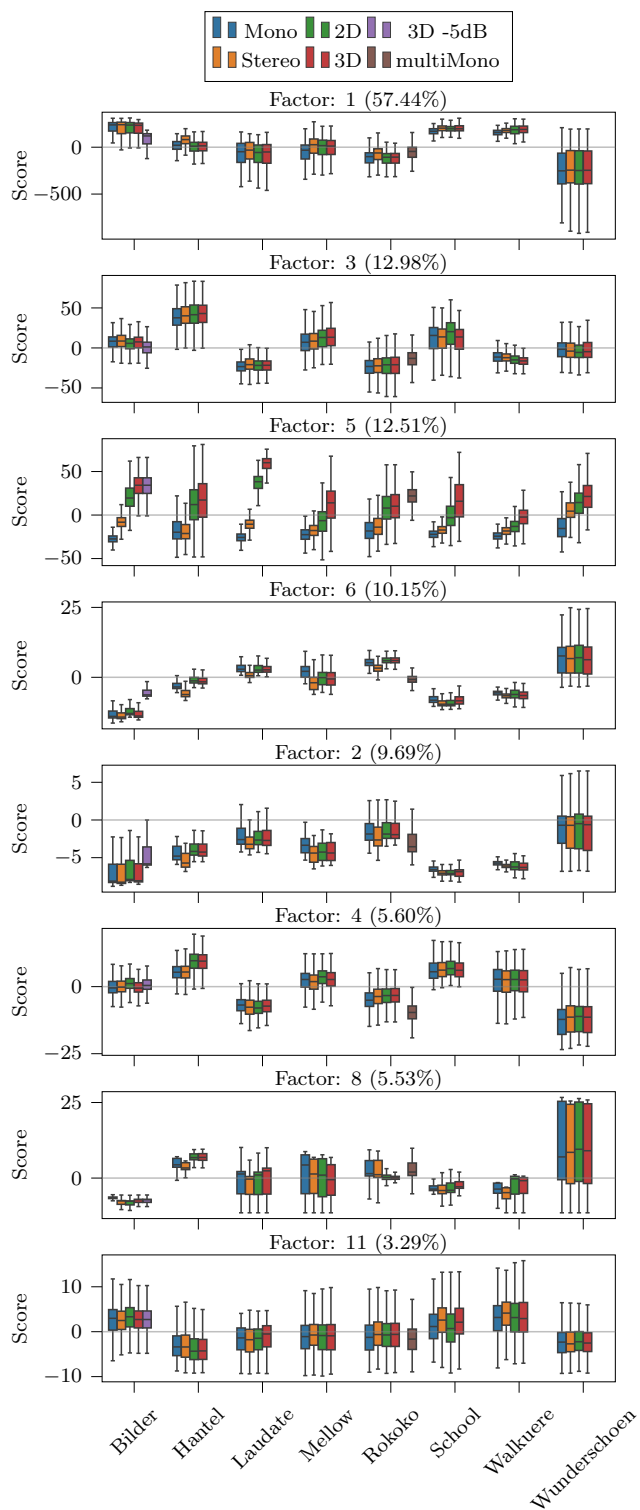 Mono 2D 3D -5dB
Stereo 3D multiMono
Factor: 1 (57.44%)
Score
0
−500
Factor: 3 (12.98%)
Score
50
0
−50
Factor: 5 (12.51%)
Score
50
0
−50
Factor: 6 (10.15%)
Score
25
0
Factor: 2 (9.69%)
Score
5
0
−5
Factor: 4 (5.60%)
Score
0
−25
Factor: 8 (5.53%)
Score
25
0
Factor: 11 (3.29%)
Score
10
0
−10
Bilder Hantel Laudate Mellow Rokoko School Walkuere Wunderschoen